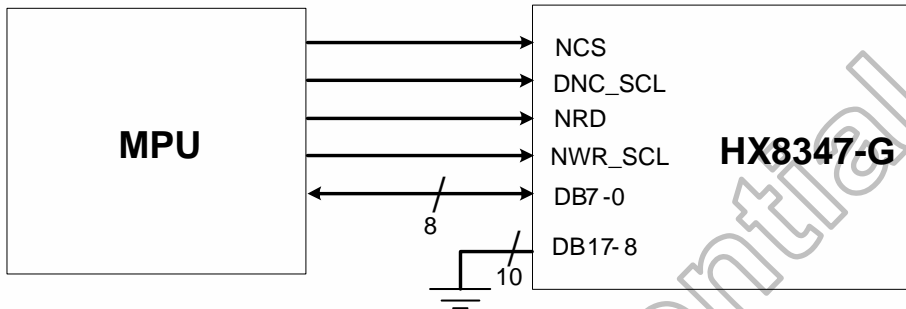 MPU
NCS
DNC_SCL
NRD
NWR_SCL
HX8347-G
DB7-0
8
DB17-8
10